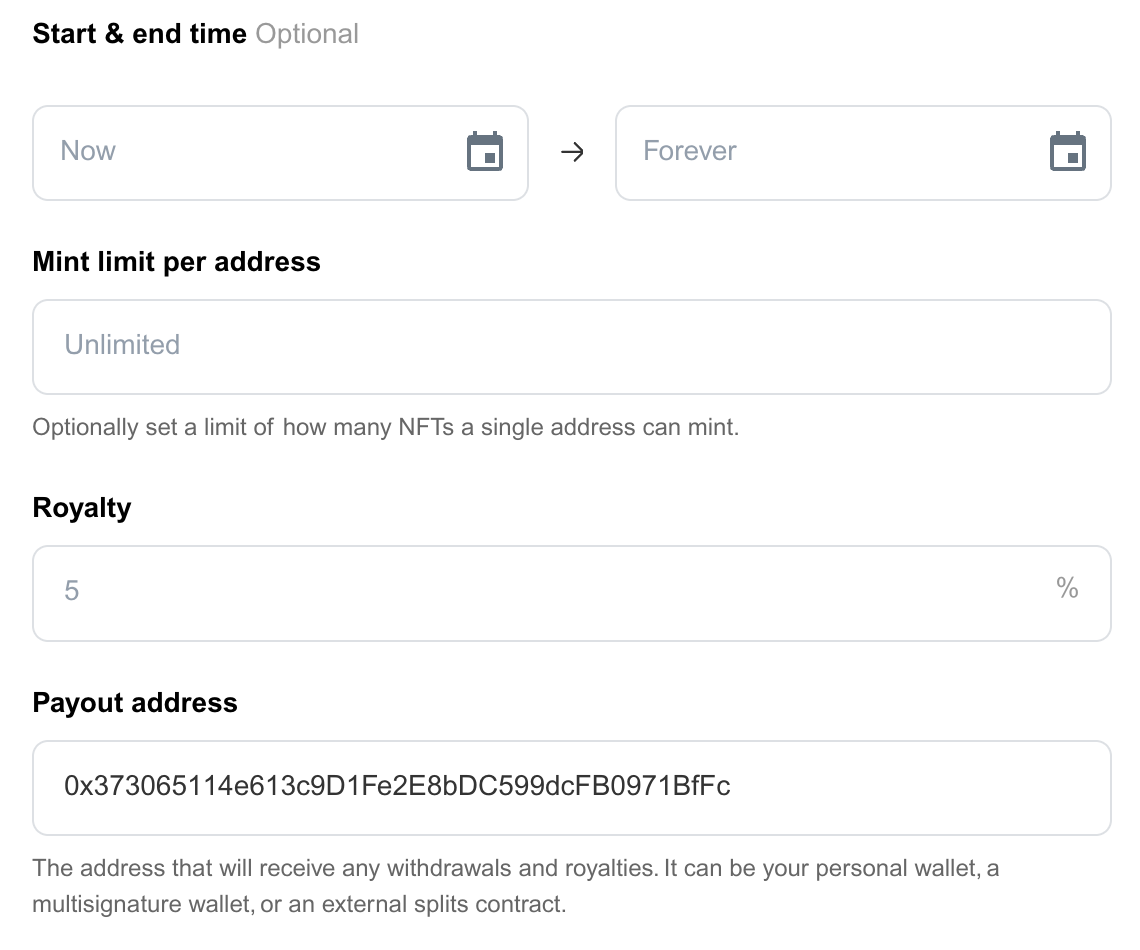 Start & end time Optional
Now → Forever
Mint limit per address
Unlimited
Optionally set a limit of how many NFTs a single address can mint.
Royalty
5 %
Payout address
0x373065114e613c9D1Fe2E8bDC599dcFB0971BfFc
The address that will receive any withdrawals and royalties. It can be your personal wallet, a
multisignature wallet, or an external splits contract.